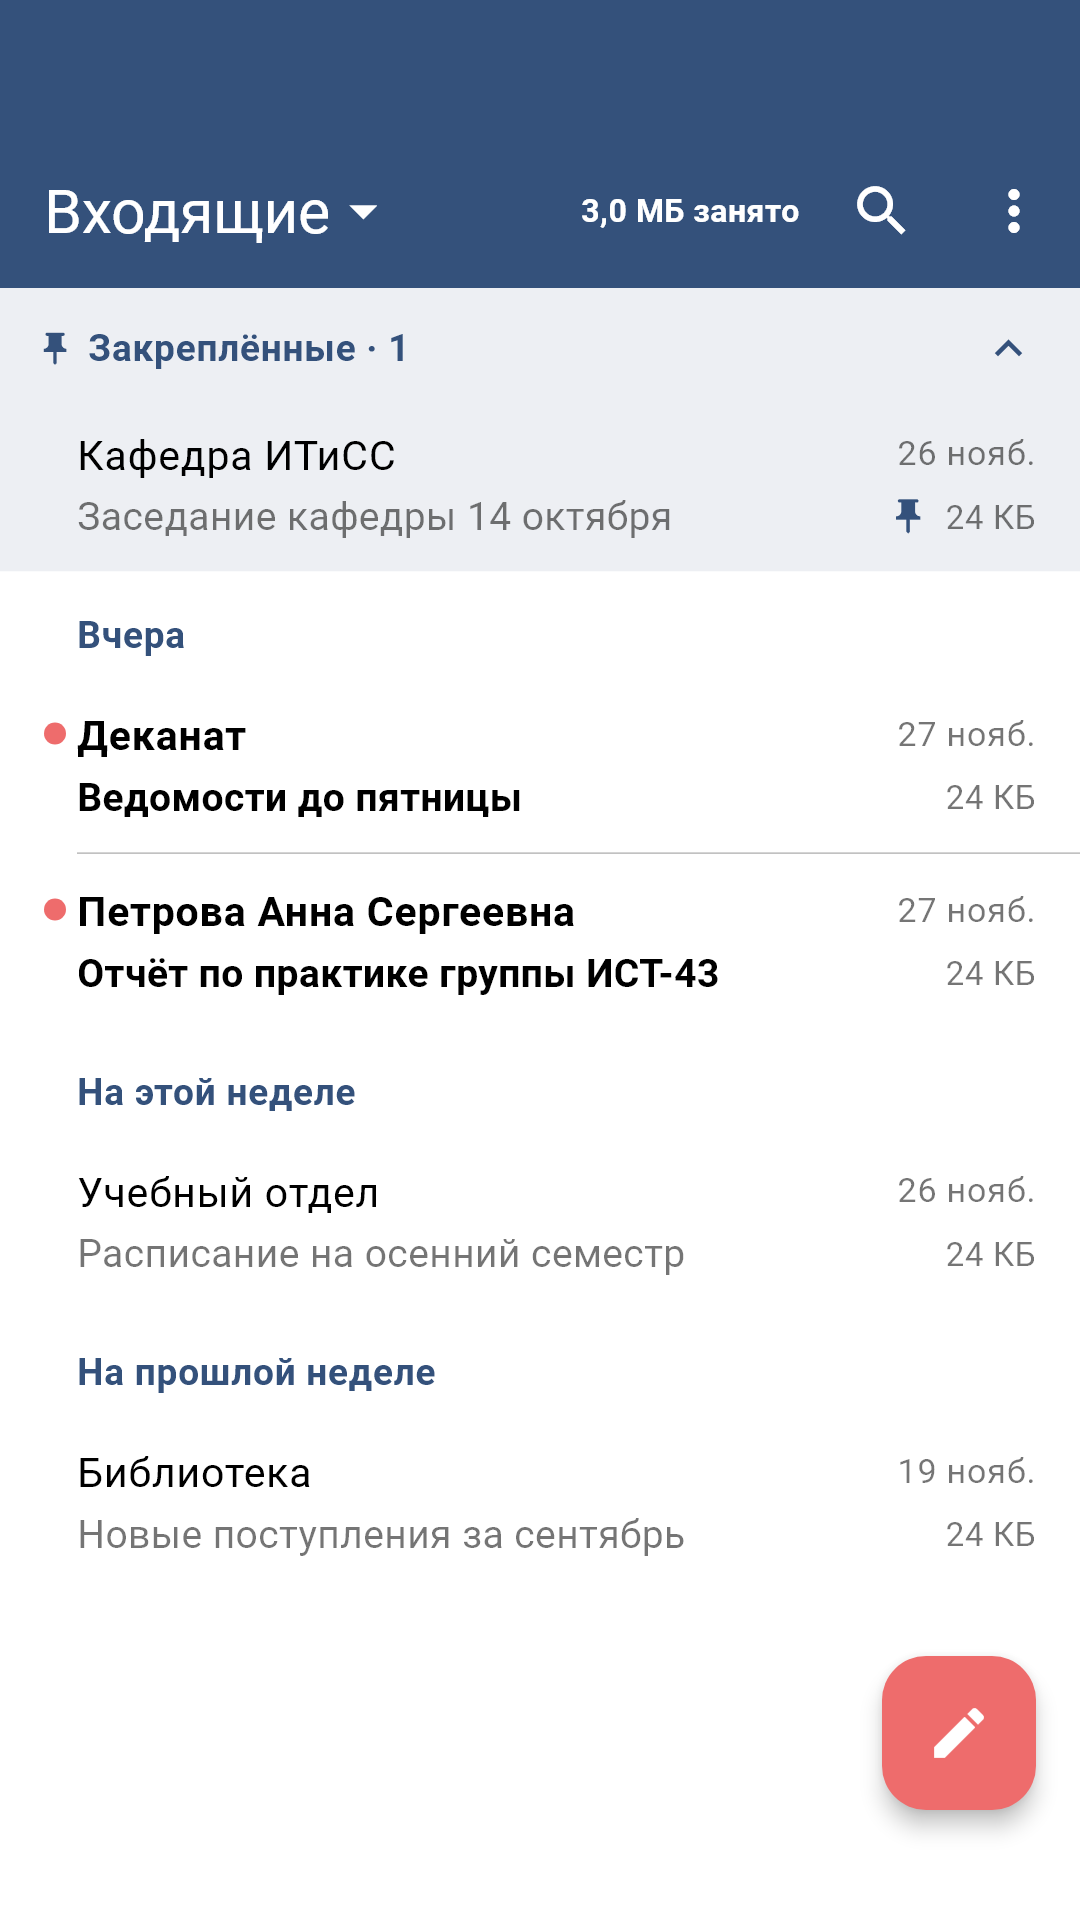 Входящие 3,0 МБ занято
Закреплённые · 1
Кафедра ИТиСС 26 нояб.
Заседание кафедры 14 октября 24 КБ
Вчера
Деканат 27 нояб.
Ведомости до пятницы 24 КБ
Петрова Анна Сергеевна 27 нояб.
Отчёт по практике группы ИСТ-43 24 КБ
На этой неделе
Учебный отдел 26 нояб.
Расписание на осенний семестр 24 КБ
На прошлой неделе
Библиотека 19 нояб.
Новые поступления за сентябрь 24 КБ